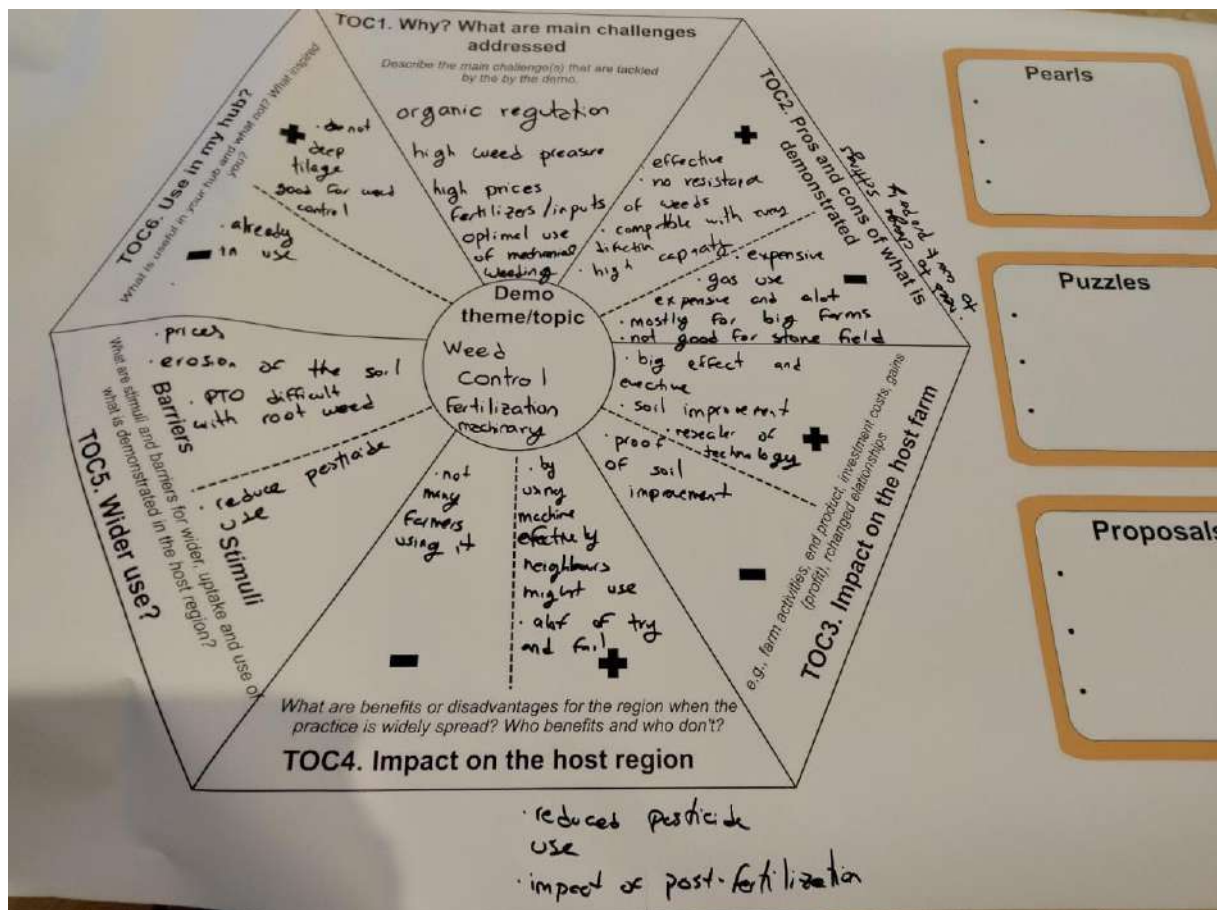 TOC1. Why? What are main challenges
addressed
Describe the main challenge(s) that are tackled
by the by the demo.
organic regulation
high weed preasure
high prices
fertilizers/inputs
optimel use
of mechanical
weeding
TOC2. Pros and cons of what is
demonstrated
+
· effective
· no resistance
of weeds
· compatible with
· high capacity
· need to change settings
−
· expensive
· gas use
expensive and alot
· mostly for big farms
· not good for stone field
TOC3. Impact on the host farm
e.g., farm activities, end product, investment costs, gains
(profit), rchanged elationships
+
· big effect and
· soil improvement
· reseller of
technology
· proof
of soil
improvement
−
TOC4. Impact on the host region
What are benefits or disadvantages for the region when the
practice is widely spread? Who benefits and who don't?
+
· by
using
machine
efective by
neighbours
might use
· alot of try
and fail
−
· not
many
farmers
using it
· reduced pesticide
use
· impact of post-fertilization
TOC5. Wider use?
What are stimuli and barriers for wider, uptake and use of
what is demonstrated in the host region?
Barriers
· prices
· erosion of the soil
· PTO difficult
with root weed
Stimuli
· reduce pesticide
use
TOC6. Use in my hub?
What is useful in your hub and what not? What inspired
you?
+
· do not
deep
tilage
good for weed
control
−
· already
in use
Demo
theme/topic
Weed
Control
Fertilization
machinary
Pearls
Puzzles
Proposals